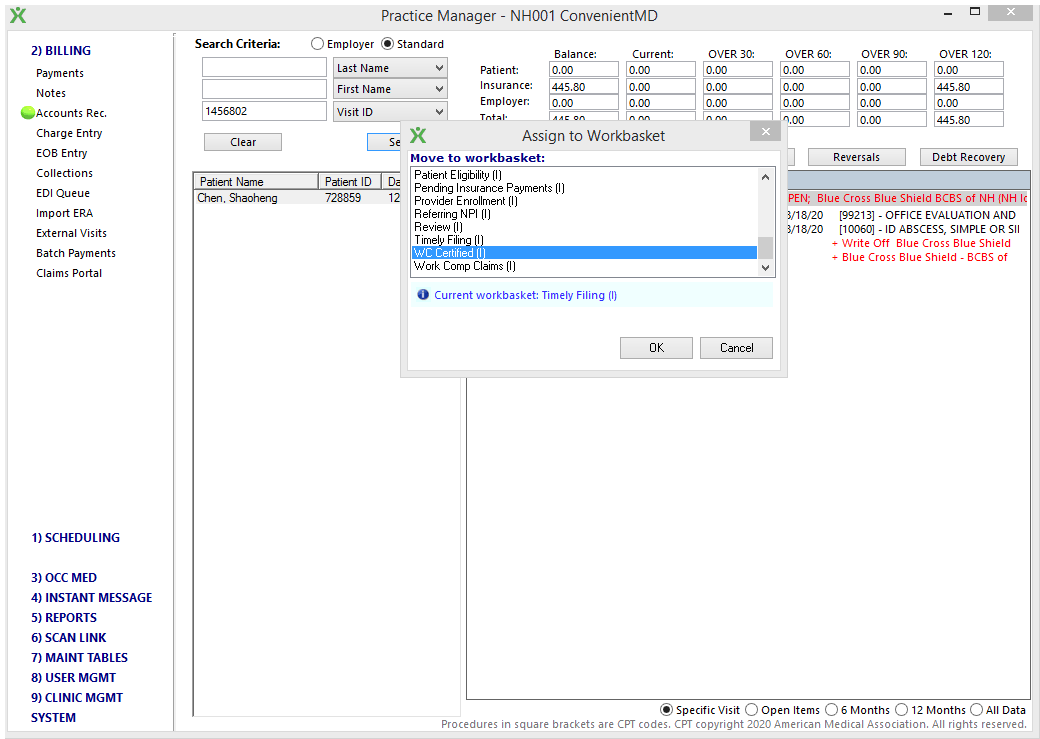 Practice Manager - NH001 ConvenientMD
2) BILLING
Payments
Notes
Accounts Rec.
Charge Entry
EOB Entry
Collections
EDI Queue
Import ERA
External Visits
Batch Payments
Claims Portal
1) SCHEDULING
3) OCC MED
4) INSTANT MESSAGE
5) REPORTS
6) SCAN LINK
7) MAINT TABLES
8) USER MGMT
9) CLINIC MGMT
SYSTEM
Search Criteria: Employer Standard
Last Name
First Name
1456802 Visit ID
Clear Se
Balance: Current: OVER 30: OVER 60: OVER 90: OVER 120:
Patient: 0.00 0.00 0.00 0.00 0.00 0.00
Insurance: 445.80 0.00 0.00 0.00 0.00 445.80
Employer: 0.00 0.00 0.00 0.00 0.00 0.00
Total: 445.80 0.00 0.00 0.00 0.00 445.80
Reversals Debt Recovery
Patient Name Patient ID Da
Chen, Shaoheng 728859 12
PEN; Blue Cross Blue Shield BCBS of NH (NH Ic
3/18/20 [99213] - OFFICE EVALUATION AND
3/18/20 [10060] - ID ABSCESS, SIMPLE OR SII
+ Write Off Blue Cross Blue Shield
+ Blue Cross Blue Shield - BCBS of
Assign to Workbasket
Move to workbasket:
Patient Eligibility (I)
Pending Insurance Payments (I)
Provider Enrollment (I)
Referring NPI (I)
Review (I)
Timely Filing (I)
WC Certified (I)
Work Comp Claims (I)
Current workbasket: Timely Filing (I)
OK Cancel
Specific Visit Open Items 6 Months 12 Months All Data
Procedures in square brackets are CPT codes. CPT copyright 2020 American Medical Association. All rights reserved.